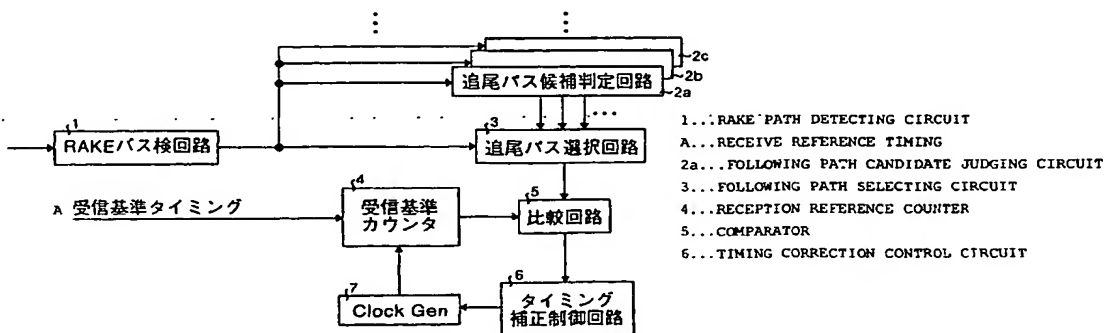 2c
2b
追尾パス候補判定回路
2a
1
RAKEパス検回路
3
追尾パス選択回路
A 受信基準タイミング
4
受信基準
カウンタ
5
比較回路
6
タイミング
補正制御回路
7
Clock Gen
1...RAKE PATH DETECTING CIRCUIT
A...RECEIVE REFERENCE TIMING
2a...FOLLOWING PATH CANDIDATE JUDGING CIRCUIT
3...FOLLOWING PATH SELECTING CIRCUIT
4...RECEPTION REFERENCE COUNTER
5...COMPARATOR
6...TIMING CORRECTION CONTROL CIRCUIT